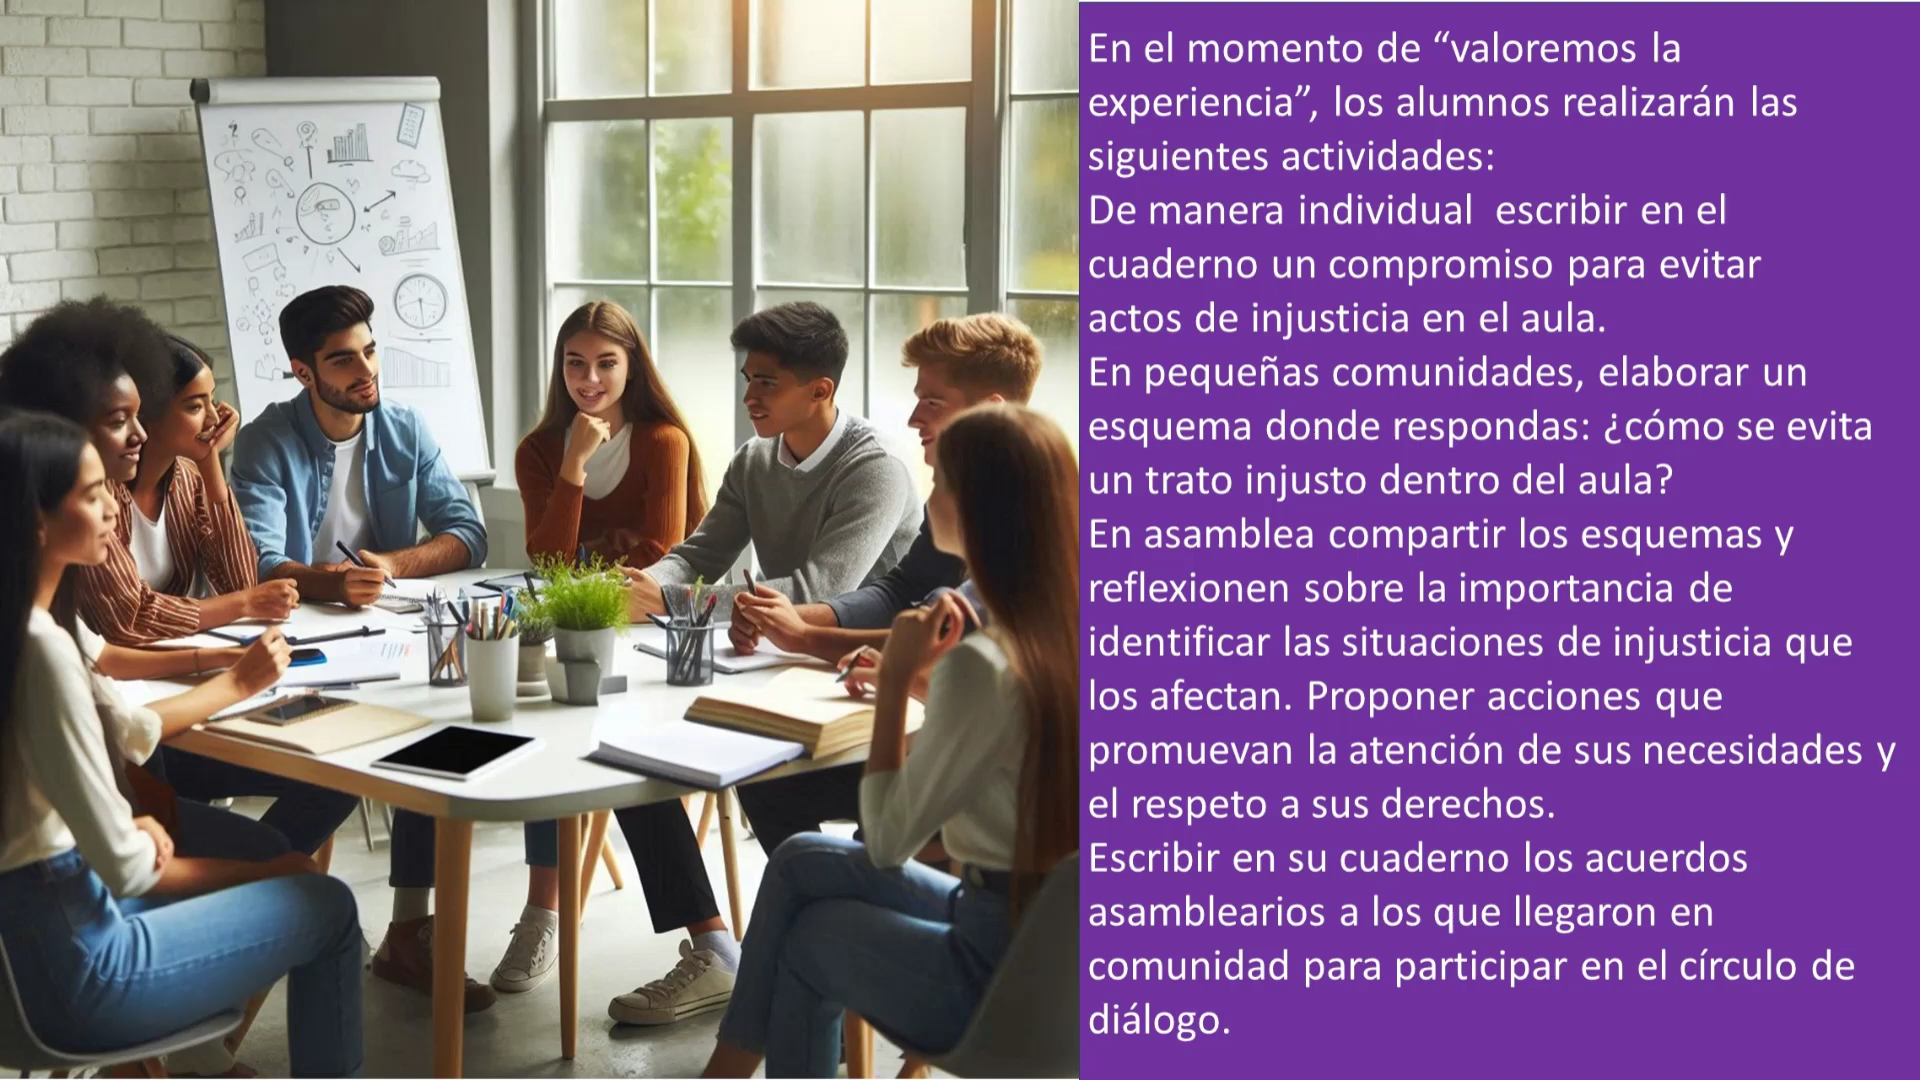 En el momento de “valoremos la
experiencia”, los alumnos realizarán las
siguientes actividades:
De manera individual  escribir en el
cuaderno un compromiso para evitar
actos de injusticia en el aula.
En pequeñas comunidades, elaborar un
esquema donde respondas: ¿cómo se evita
un trato injusto dentro del aula?
En asamblea compartir los esquemas y
reflexionen sobre la importancia de
identificar las situaciones de injusticia que
los afectan. Proponer acciones que
promuevan la atención de sus necesidades y
el respeto a sus derechos.
Escribir en su cuaderno los acuerdos
asamblearios a los que llegaron en
comunidad para participar en el círculo de
diálogo.